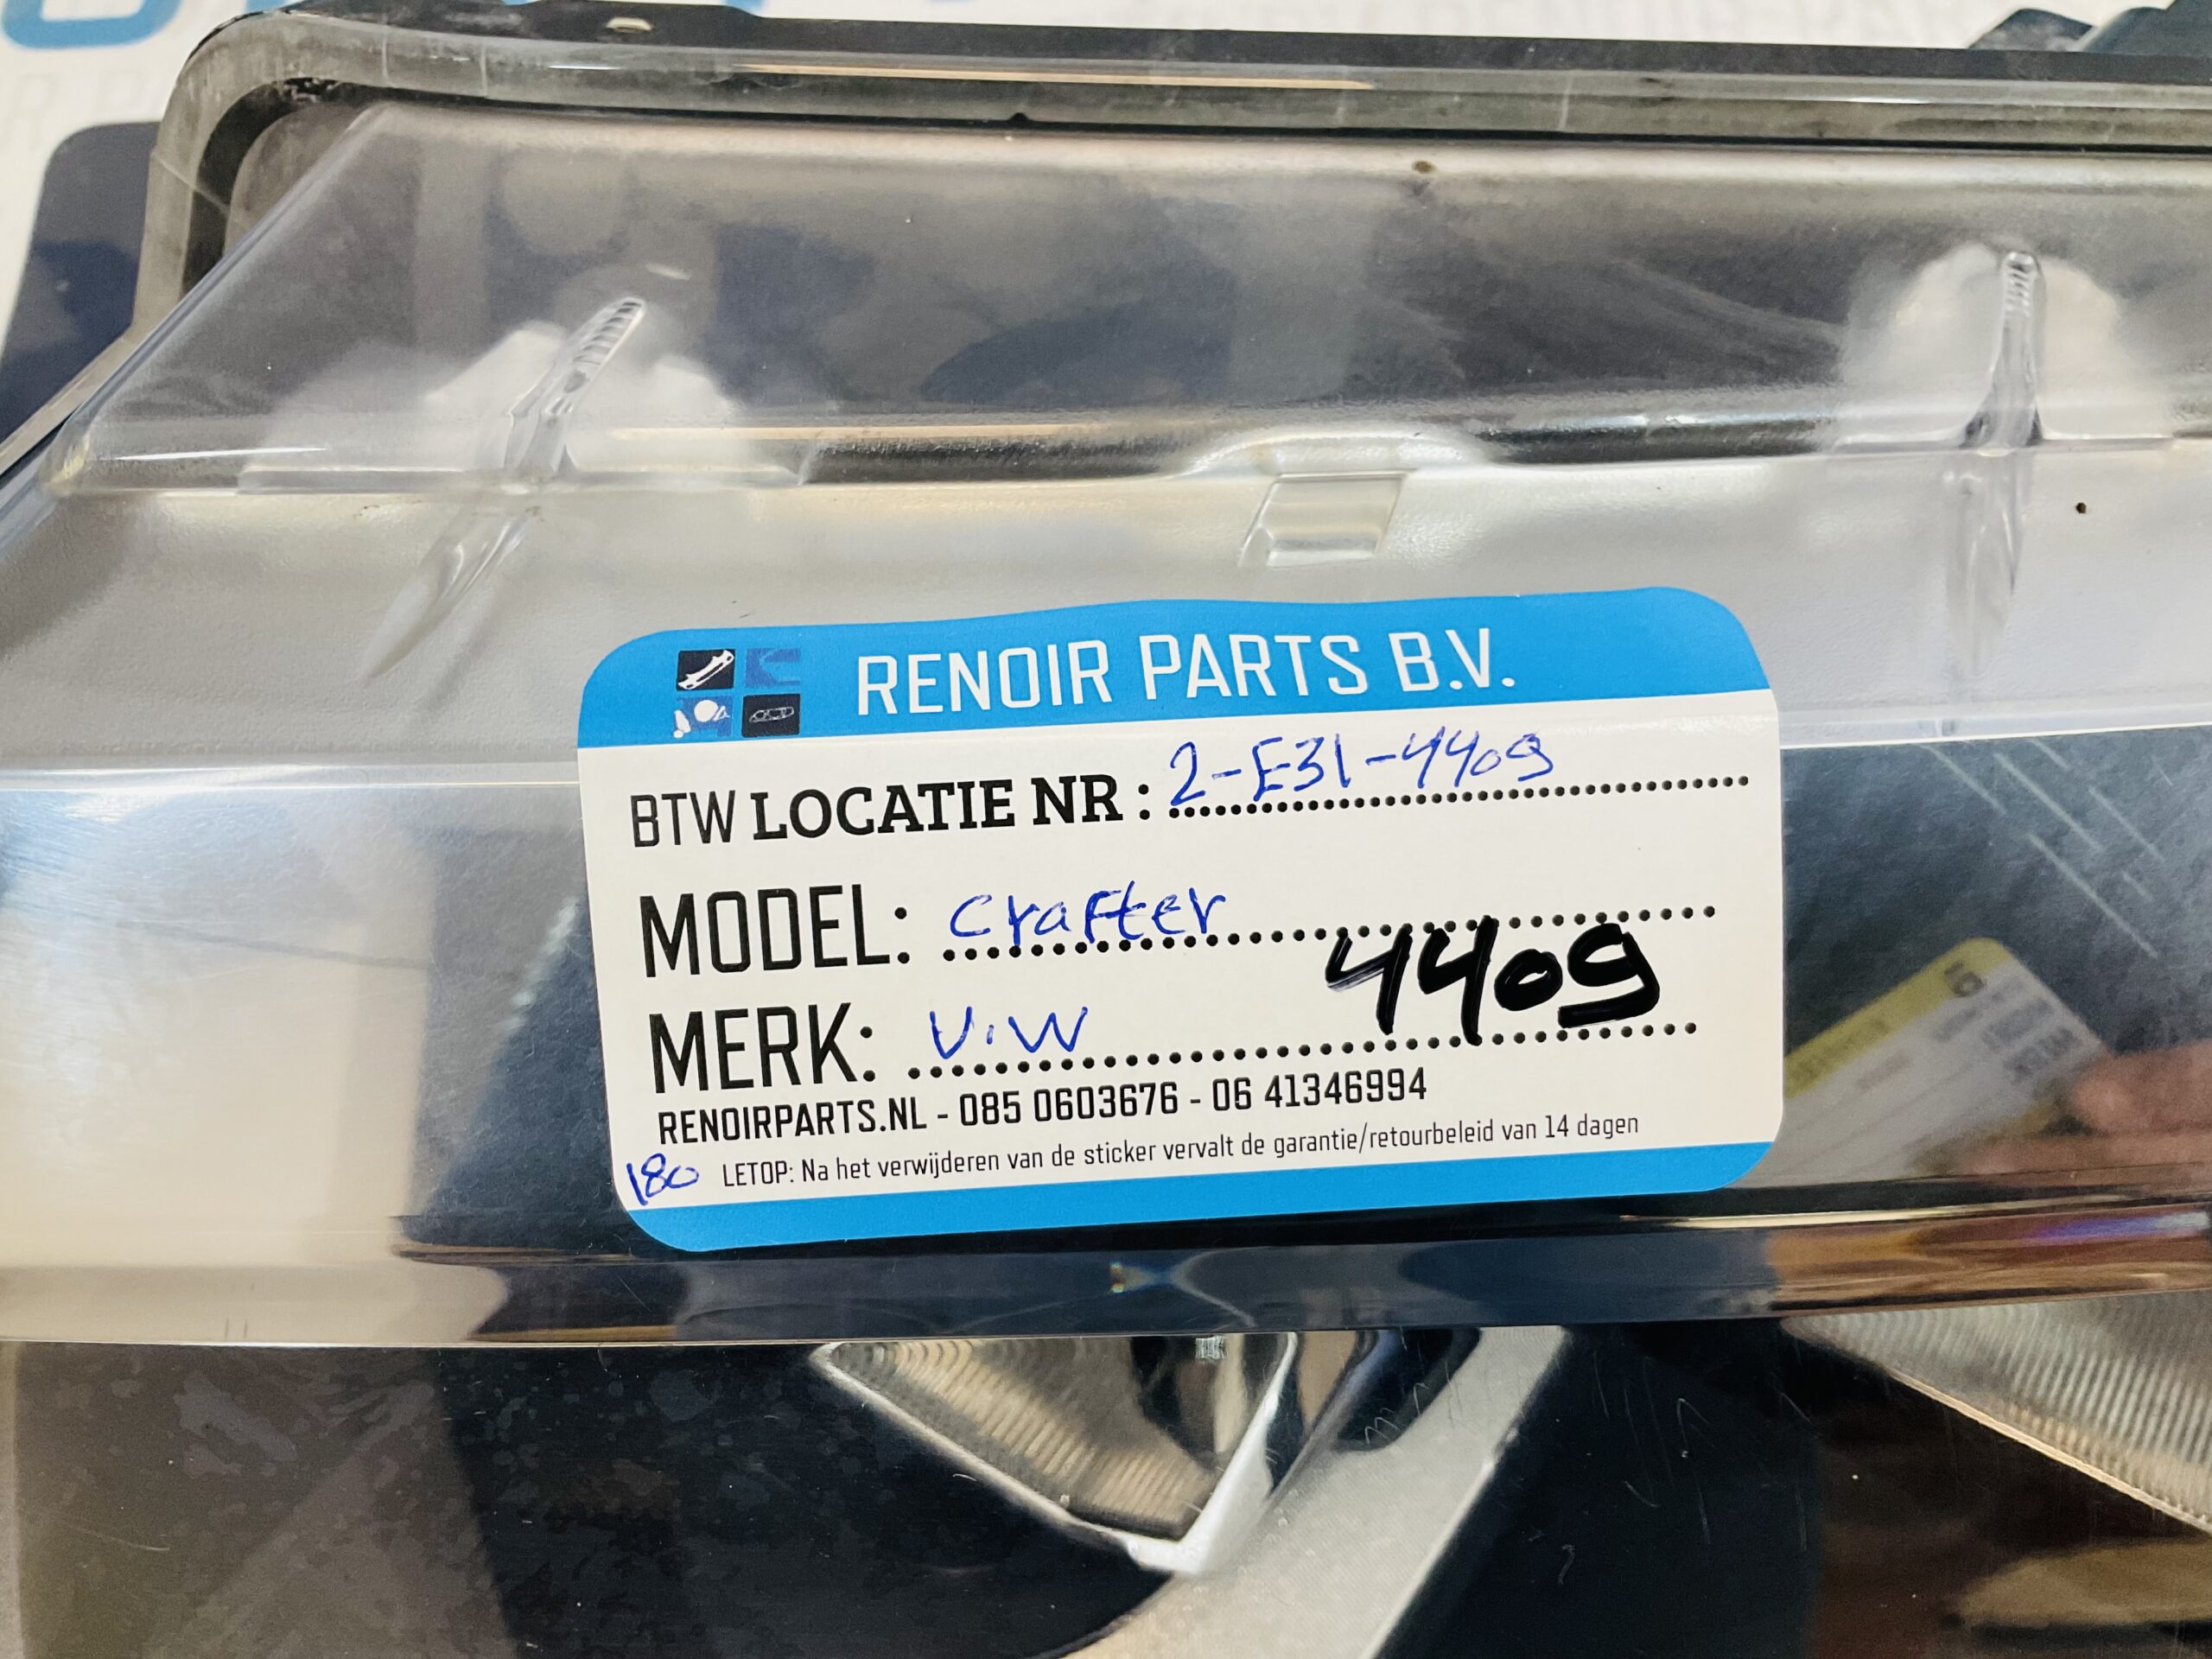 RENOIR PARTS B.V.
BTW LOCATIE NR : 2-E31-4409
MODEL: crafter
4409
MERK: V.W
RENOIRPARTS.NL - 085 0603676 - 06 41346994
180 LETOP: Na het verwijderen van de sticker vervalt de garantie/retourbeleid van 14 dagen